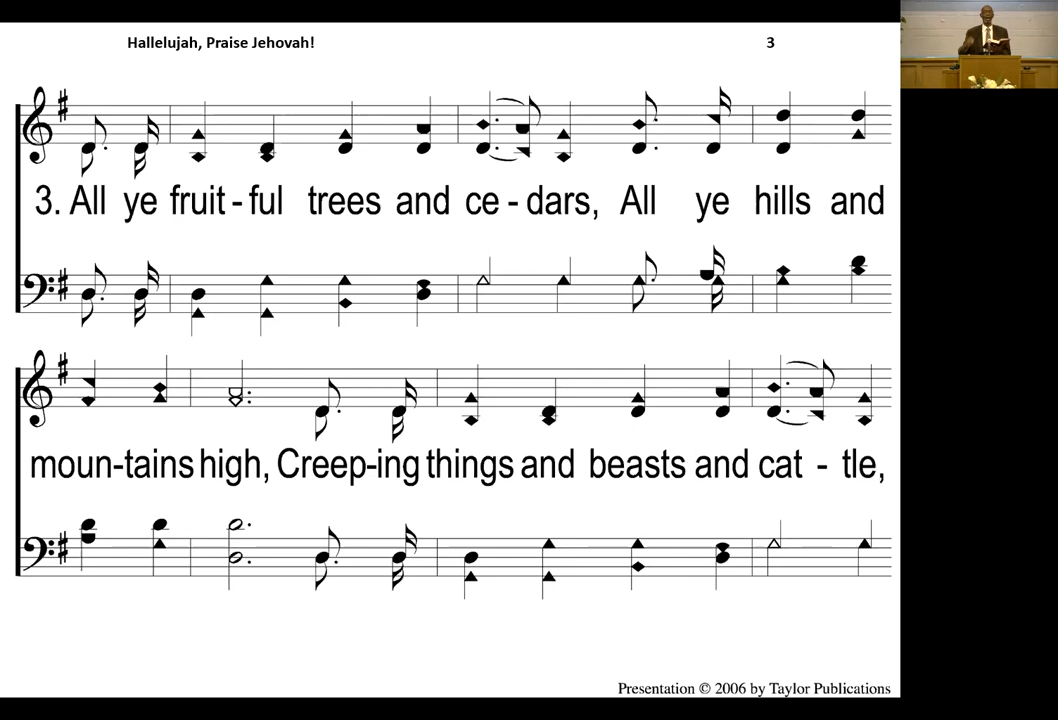 Hallelujah, Praise Jehovah! 3
3. All ye fruit - ful trees and ce - dars, All ye hills and
moun-tains high, Creep-ing things and beasts and cat - tle,
Presentation © 2006 by Taylor Publications